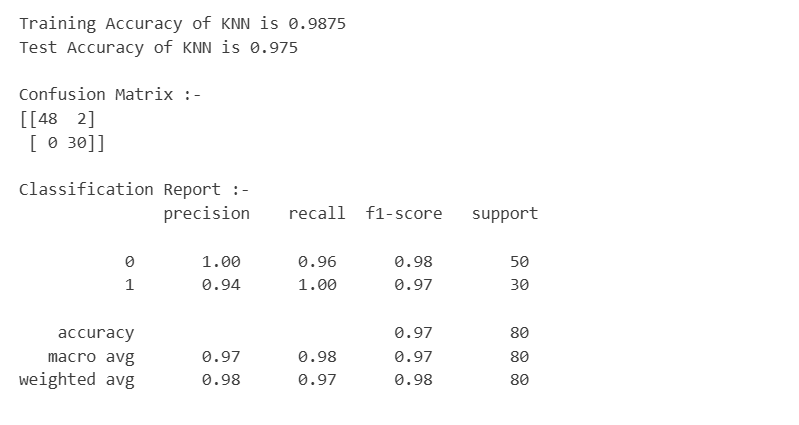 Training Accuracy of KNN is 0.9875
Test Accuracy of KNN is 0.975
Confusion Matrix :-
[[48  2]
 [ 0 30]]
Classification Report :-
              precision    recall  f1-score   support
           0       1.00      0.96      0.98        50
           1       0.94      1.00      0.97        30
    accuracy                           0.97        80
   macro avg       0.97      0.98      0.97        80
weighted avg       0.98      0.97      0.98        80